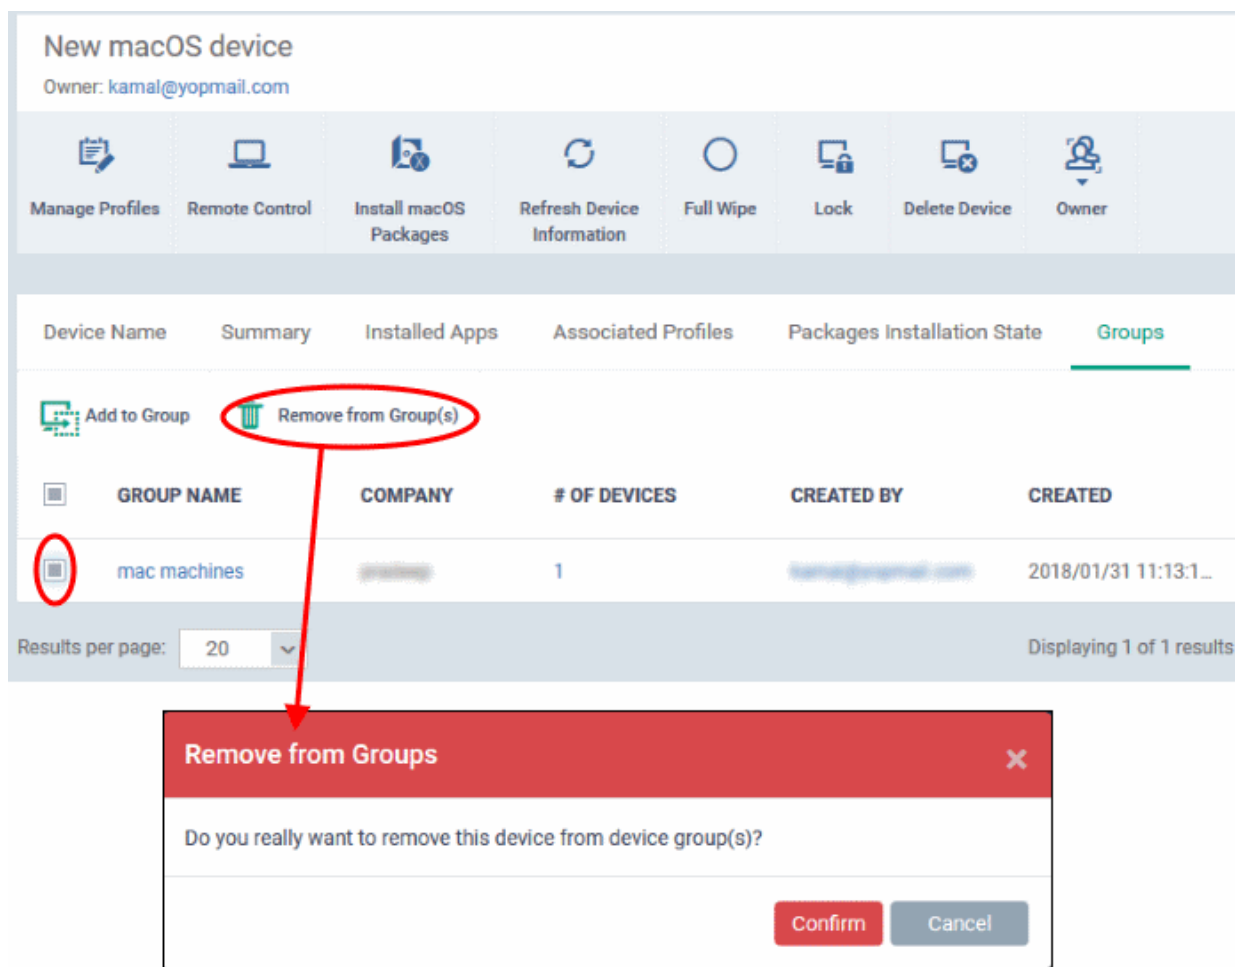 New macOS device
Owner: kamal@yopmail.com
Manage Profiles
Remote Control
Install macOS
Packages
Refresh Device
Information
Full Wipe
Lock
Delete Device
Owner
Device Name Summary Installed Apps Associated Profiles Packages Installation State Groups
Add to Group Remove from Group(s)
GROUP NAME COMPANY # OF DEVICES CREATED BY CREATED
mac machines 1 2018/01/31 11:13:1...
Results per page: 20 Displaying 1 of 1 results
Remove from Groups
Do you really want to remove this device from device group(s)?
Confirm Cancel